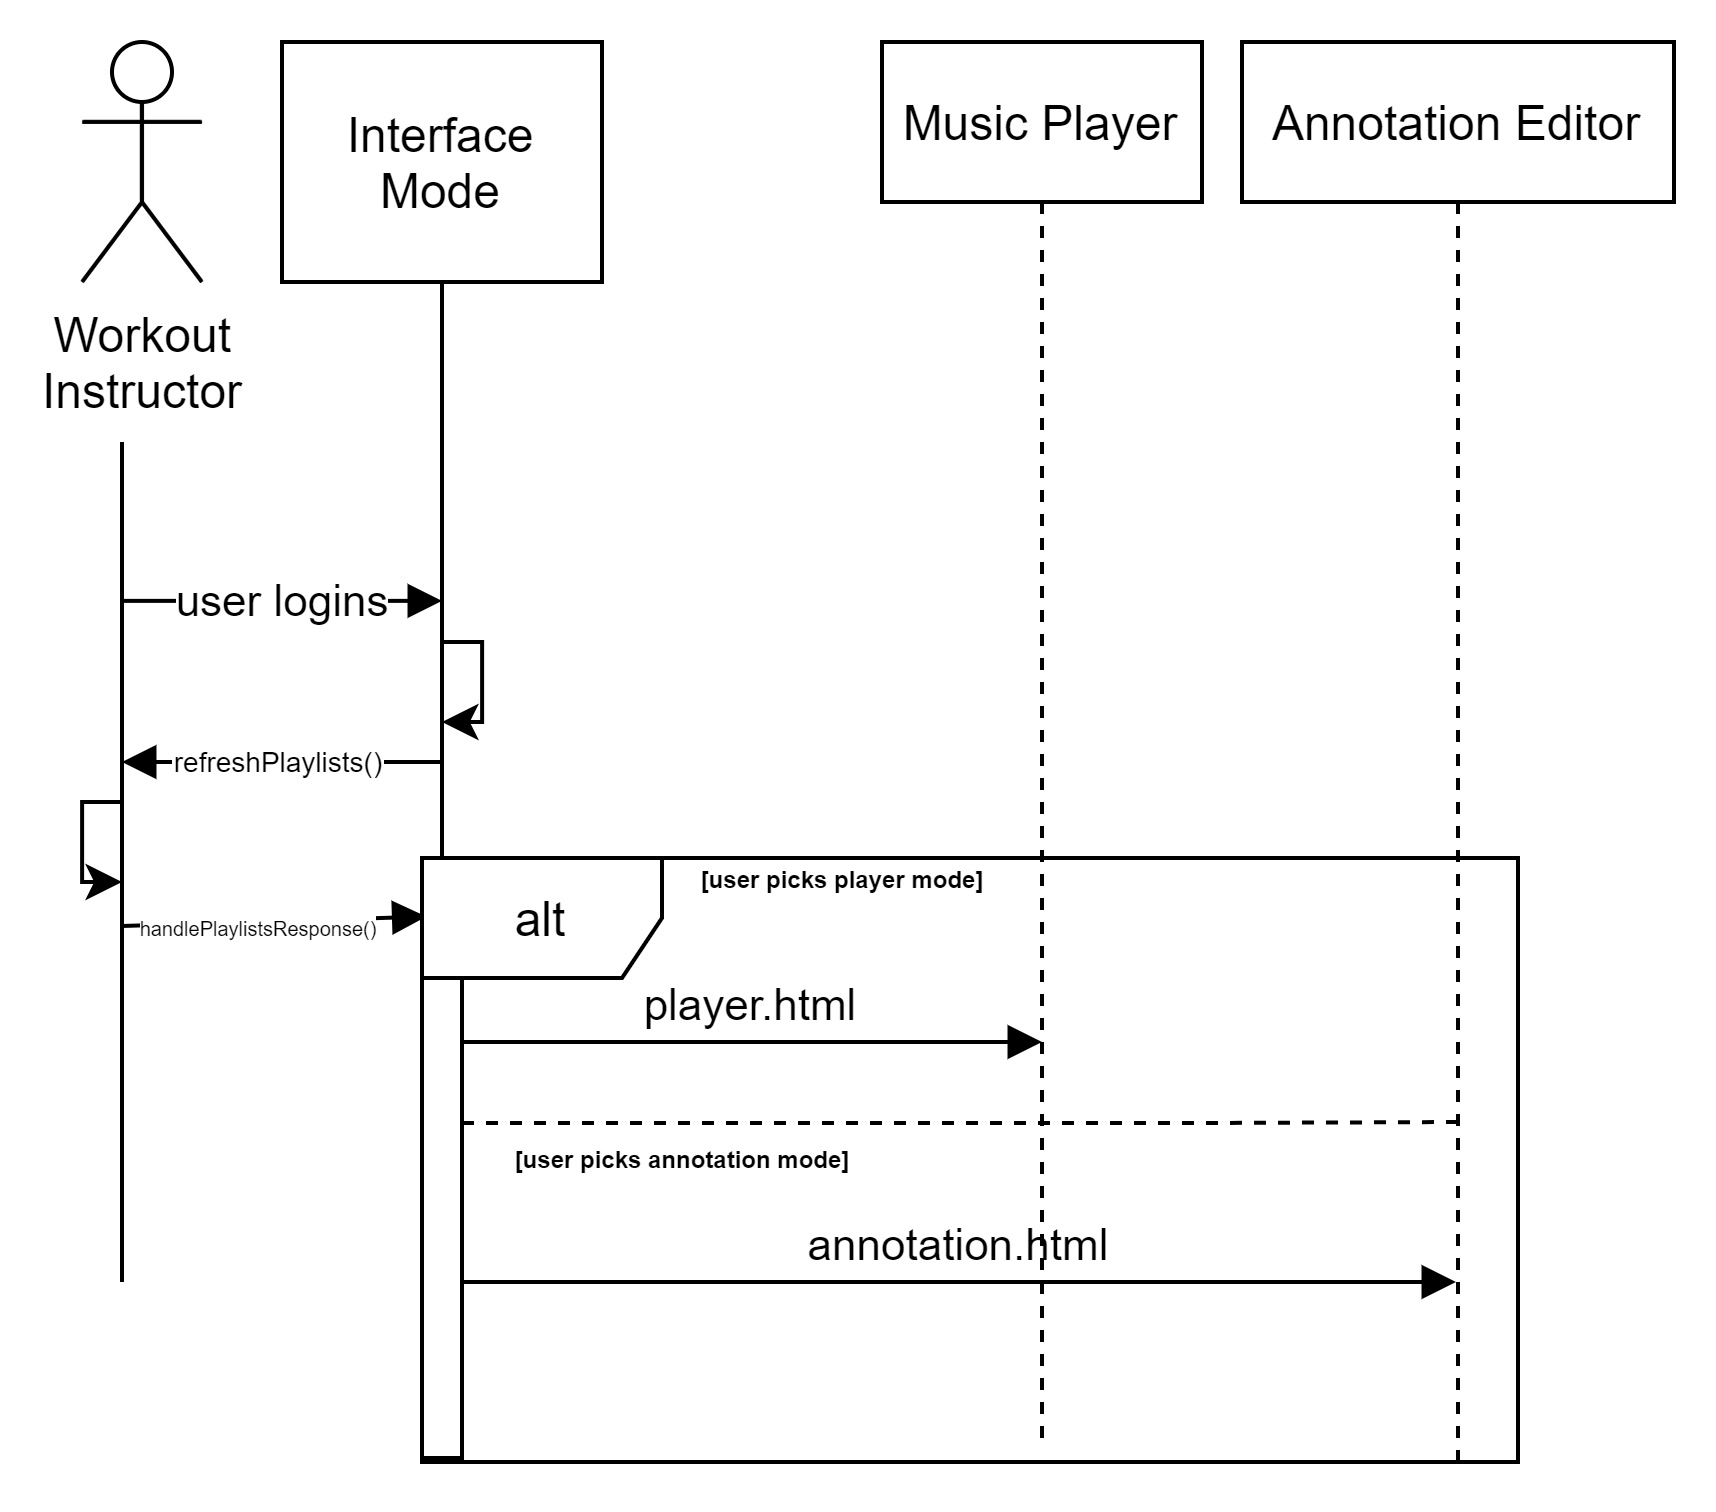 Interface
Mode
Music Player
Annotation Editor
Workout
Instructor
user logins
refreshPlaylists()
[user picks player mode]
alt
handlePlaylistsResponse()
player.html
[user picks annotation mode]
annotation.html